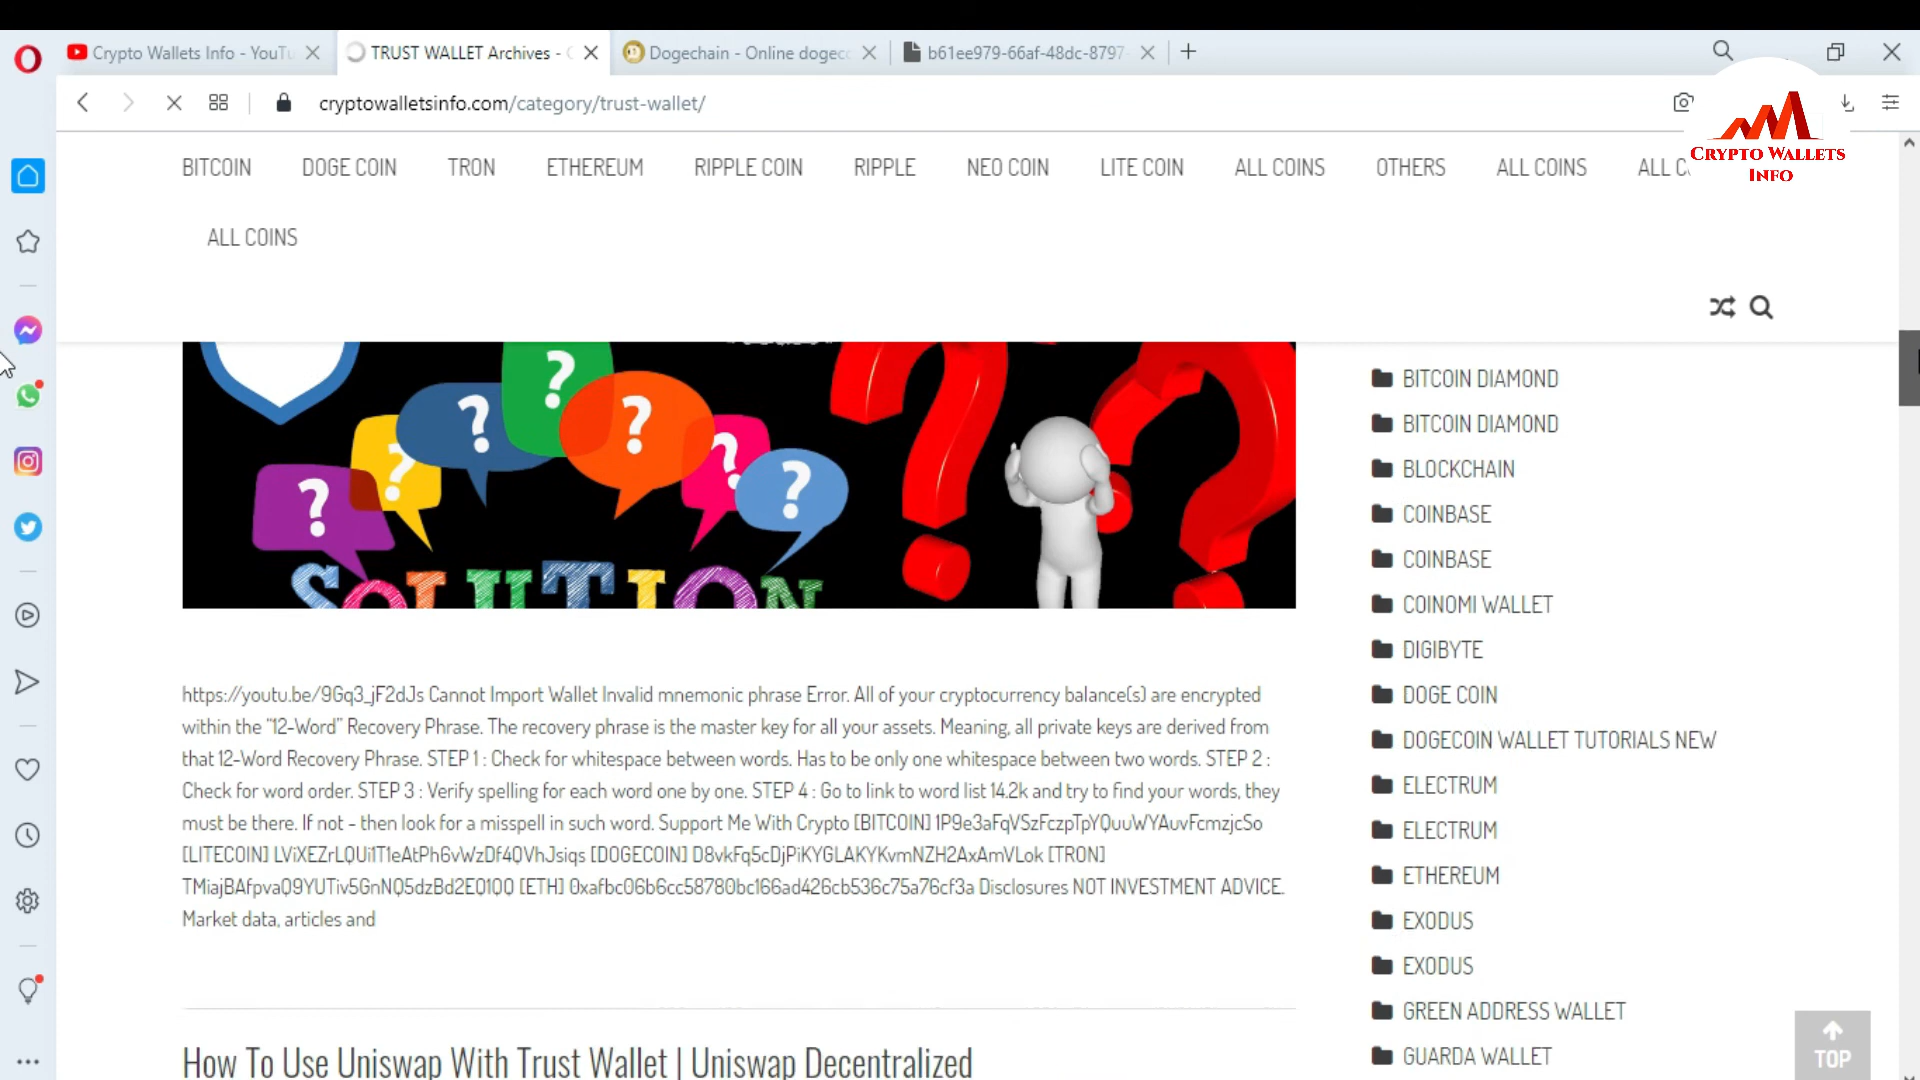 Crypto Wallets Info - YouTu
TRUST WALLET Archives -
Dogechain - Online dogeco
b61ee979-66af-48dc-8797-
cryptowalletsinfo.com/category/trust-wallet/
CRYPTO WALLETS
INFO
BITCOIN DOGE COIN TRON ETHEREUM RIPPLE COIN RIPPLE NEO COIN LITE COIN ALL COINS OTHERS ALL COINS ALL C
ALL COINS
? ? ? ? ? ? ?
SOLUTION
https://youtu.be/9Gq3_jF2dJs Cannot Import Wallet Invalid mnemonic phrase Error. All of your cryptocurrency balance(s) are encrypted
within the “12-Word” Recovery Phrase. The recovery phrase is the master key for all your assets. Meaning, all private keys are derived from
that 12-Word Recovery Phrase. STEP 1 : Check for whitespace between words. Has to be only one whitespace between two words. STEP 2 :
Check for word order. STEP 3 : Verify spelling for each word one by one. STEP 4 : Go to link to word list 14.2k and try to find your words, they
must be there. If not – then look for a misspell in such word. Support Me With Crypto [BITCOIN] 1P9e3aFqVSzFczpTpYQuuWYAuvFcmzjcSo
[LITECOIN] LViXEZrLQUi1T1eAtPh6vWzDf4QVhJsiqs [DOGECOIN] D8vkFq5cDjPiKYGLAKYKvmNZH2AxAmVLok [TRON]
TMiajBAfpvaQ9YUTiv5GnNQ5dzBd2EQ1QQ [ETH] 0xafbc06b6cc58780bc166ad426cb536c75a76cf3a Disclosures NOT INVESTMENT ADVICE.
Market data, articles and
How To Use Uniswap With Trust Wallet | Uniswap Decentralized
BITCOIN DIAMOND
BITCOIN DIAMOND
BLOCKCHAIN
COINBASE
COINBASE
COINOMI WALLET
DIGIBYTE
DOGE COIN
DOGECOIN WALLET TUTORIALS NEW
ELECTRUM
ELECTRUM
ETHEREUM
EXODUS
EXODUS
GREEN ADDRESS WALLET
GUARDA WALLET
TOP